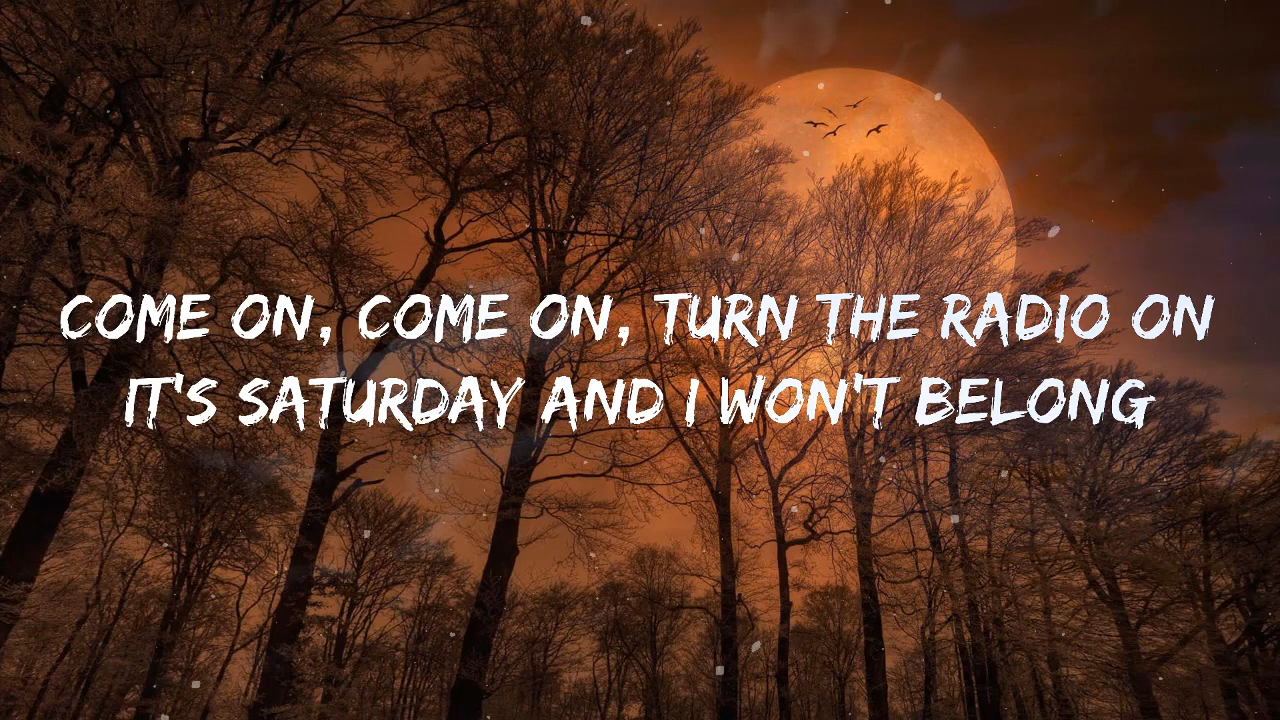 COME ON, COME ON, TURN THE RADIO ON
IT'S SATURDAY AND I WON'T BELONG